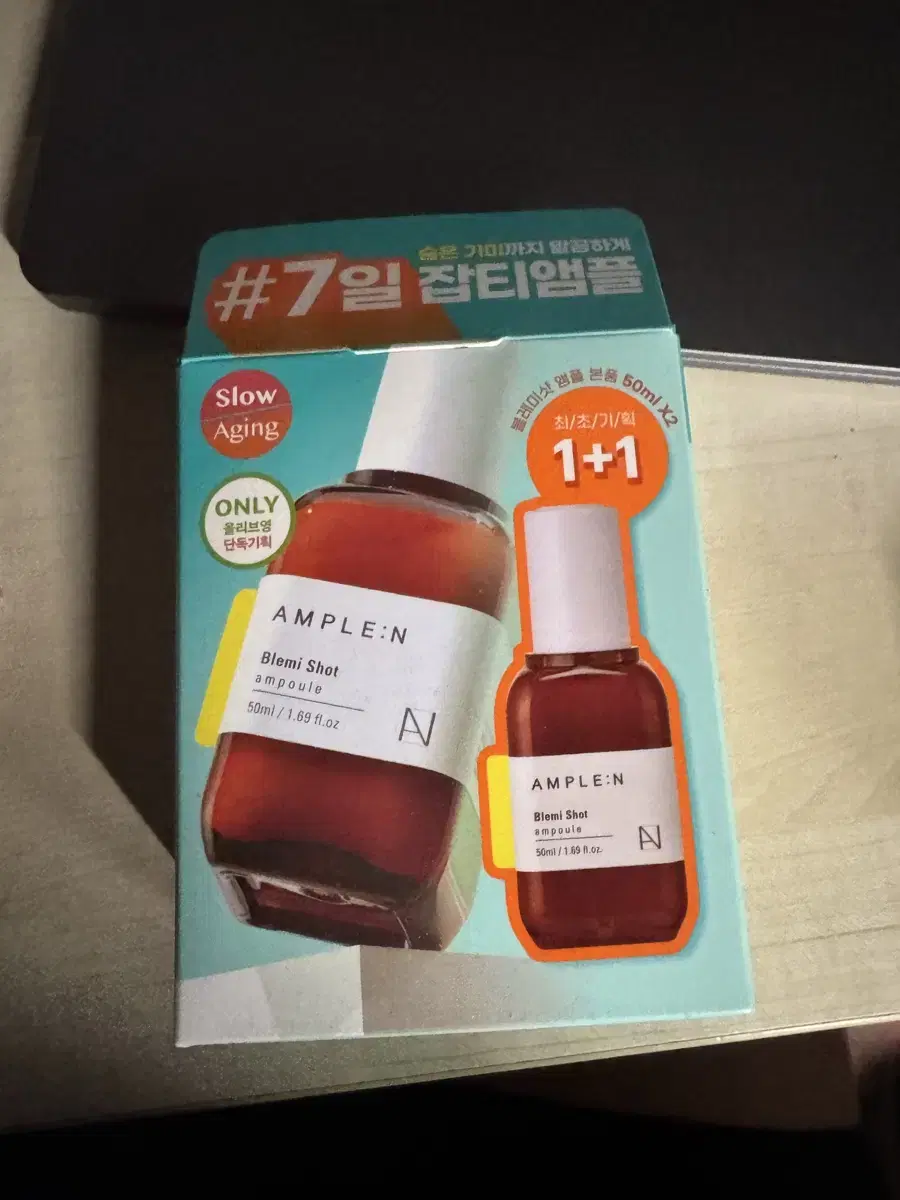 숨은 기미까지 말끔하게
#7일 잡티앰플
Slow
Aging
블레미샷 앰플 본품 50ml X2
최/초/기/획
1+1
ONLY
올리브영
단독기획
AMPLE:N
Blemi Shot
ampoule
50ml / 1.69 fl.oz
AMPLE:N
Blemi Shot
ampoule
50ml / 1.69 fl.oz.